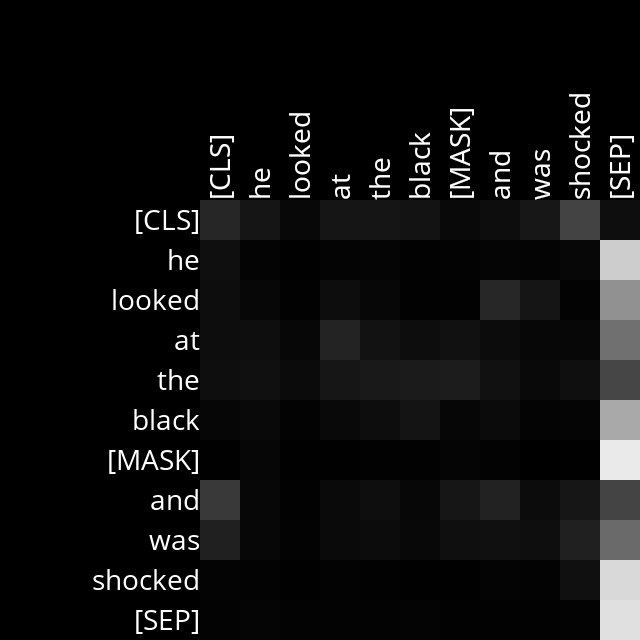 [CLS] he looked at the black [MASK] and was shocked [SEP]
[CLS]
he
looked
at
the
black
[MASK]
and
was
shocked
[SEP]